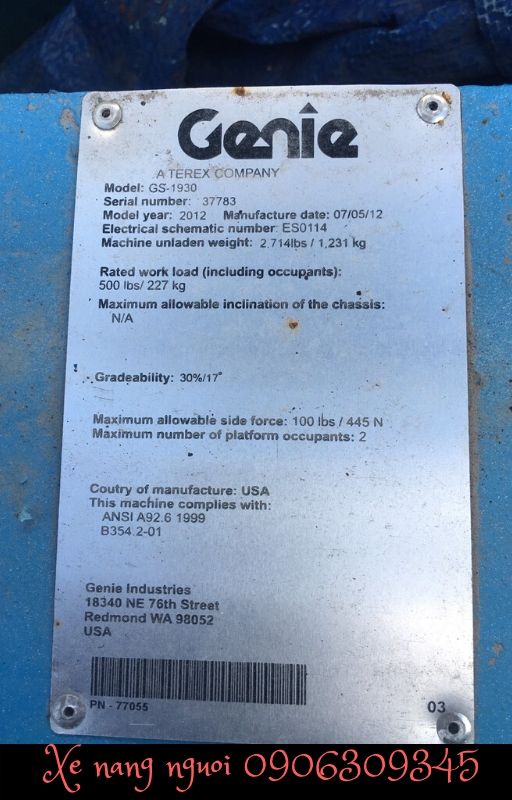 Genie
A TEREX COMPANY
Model: GS-1930
Serial number: 37783
Model year: 2012 Manufacture date: 07/05/12
Electrical schematic number: ES0114
Machine unladen weight: 2,714lbs / 1,231 kg
Rated work load (including occupants):
500 lbs/ 227 kg
Maximum allowable inclination of the chassis:
N/A
Gradeability: 30%/17°
Maximum allowable side force: 100 lbs / 445 N
Maximum number of platform occupants: 2
Coutry of manufacture: USA
This machine complies with:
ANSI A92.6 1999
B354.2-01
Genie Industries
18340 NE 76th Street
Redmond WA 98052
USA
PN - 77055
03
Xe nang nguoi 0906309345